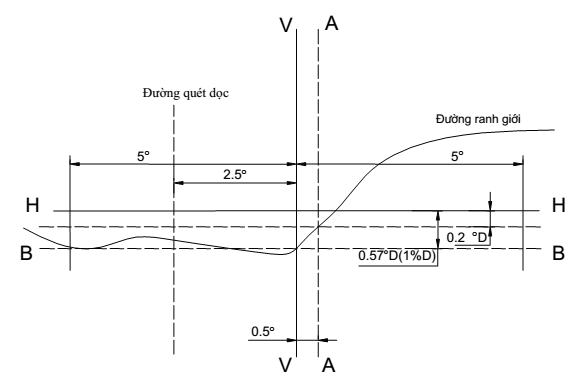 V A
Đường quét dọc
Đường ranh giới
5° 5°
2.5°
H H
0.2 °D
B B
0.57°D(1%D)
0.5°
V A